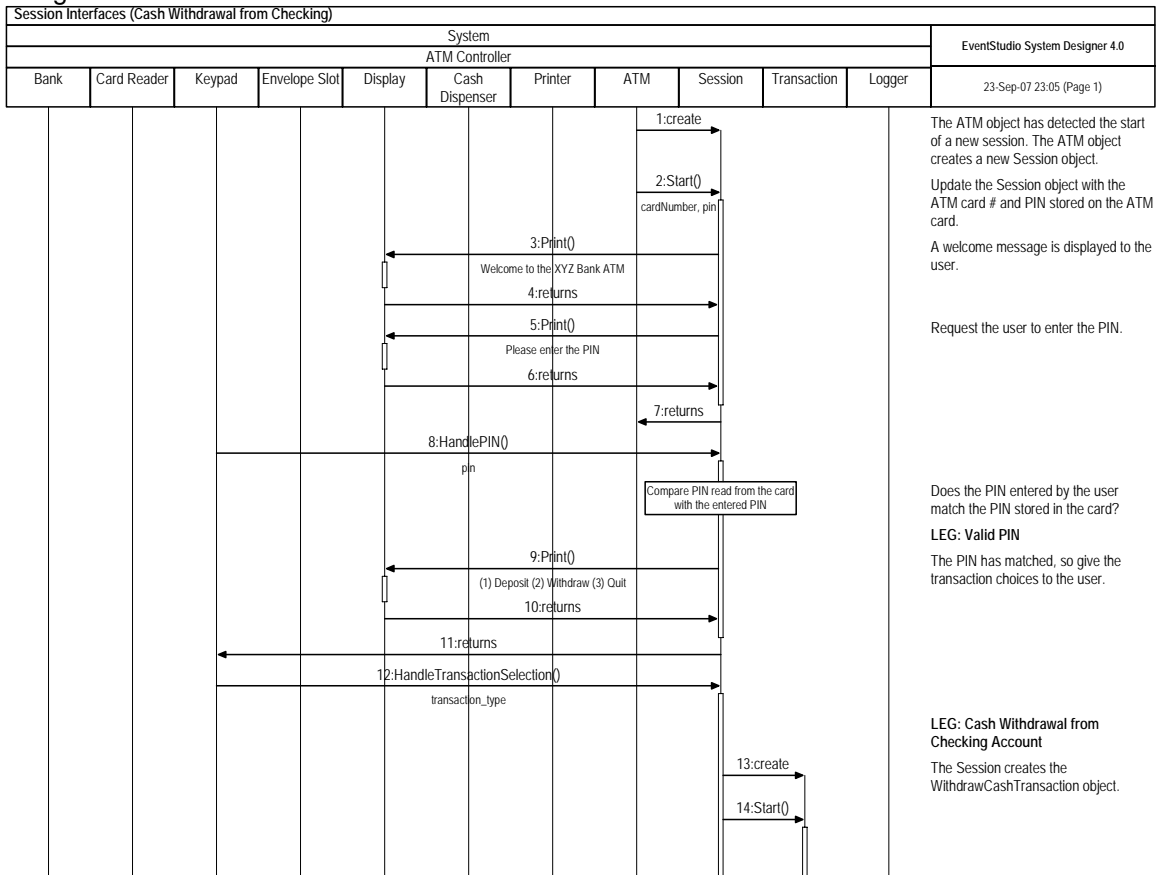 Session Interfaces (Cash Withdrawal from Checking)
System
EventStudio System Designer 4.0
ATM Controller
Bank
Card Reader
Keypad
Envelope Slot
Display
Cash
Dispenser
Printer
ATM
Session
Transaction
Logger
23-Sep-07 23:05 (Page 1)
1:create
The ATM object has detected the start
of a new session. The ATM object
creates a new Session object.
2:Start()
cardNumber, pin
Update the Session object with the
ATM card # and PIN stored on the ATM
card.
3:Print()
Welcome to the XYZ Bank ATM
A welcome message is displayed to the
user.
4:returns
5:Print()
Please enter the PIN
Request the user to enter the PIN.
6:returns
7:returns
8:HandlePIN()
pin
Compare PIN read from the card
with the entered PIN
Does the PIN entered by the user
match the PIN stored in the card?
LEG: Valid PIN
9:Print()
(1) Deposit (2) Withdraw (3) Quit
The PIN has matched, so give the
transaction choices to the user.
10:returns
11:returns
12:HandleTransactionSelection()
transaction_type
LEG: Cash Withdrawal from
Checking Account
13:create
The Session creates the
WithdrawCashTransaction object.
14:Start()